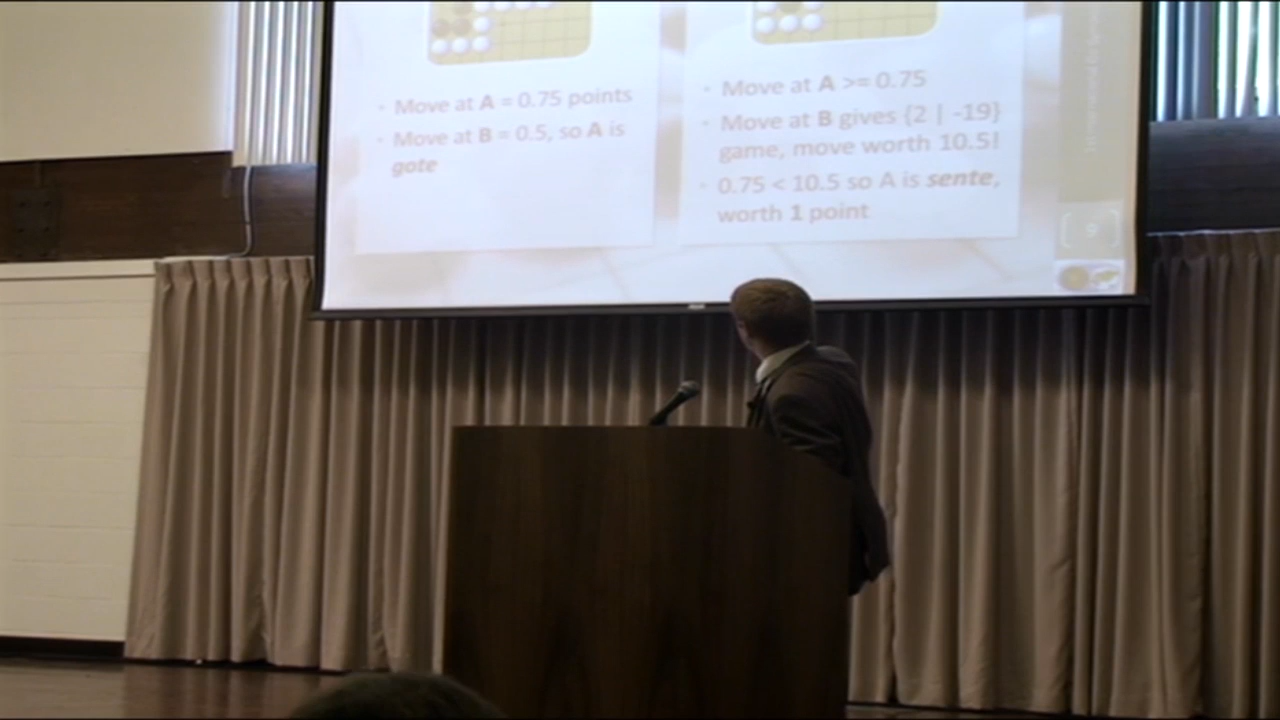 • Move at A = 0.75 points
• Move at B = 0.5, so A is
gote
• Move at A >= 0.75
• Move at B gives {2 | -19}
game, move worth 10.5!
• 0.75 < 10.5 so A is sente,
worth 1 point
9